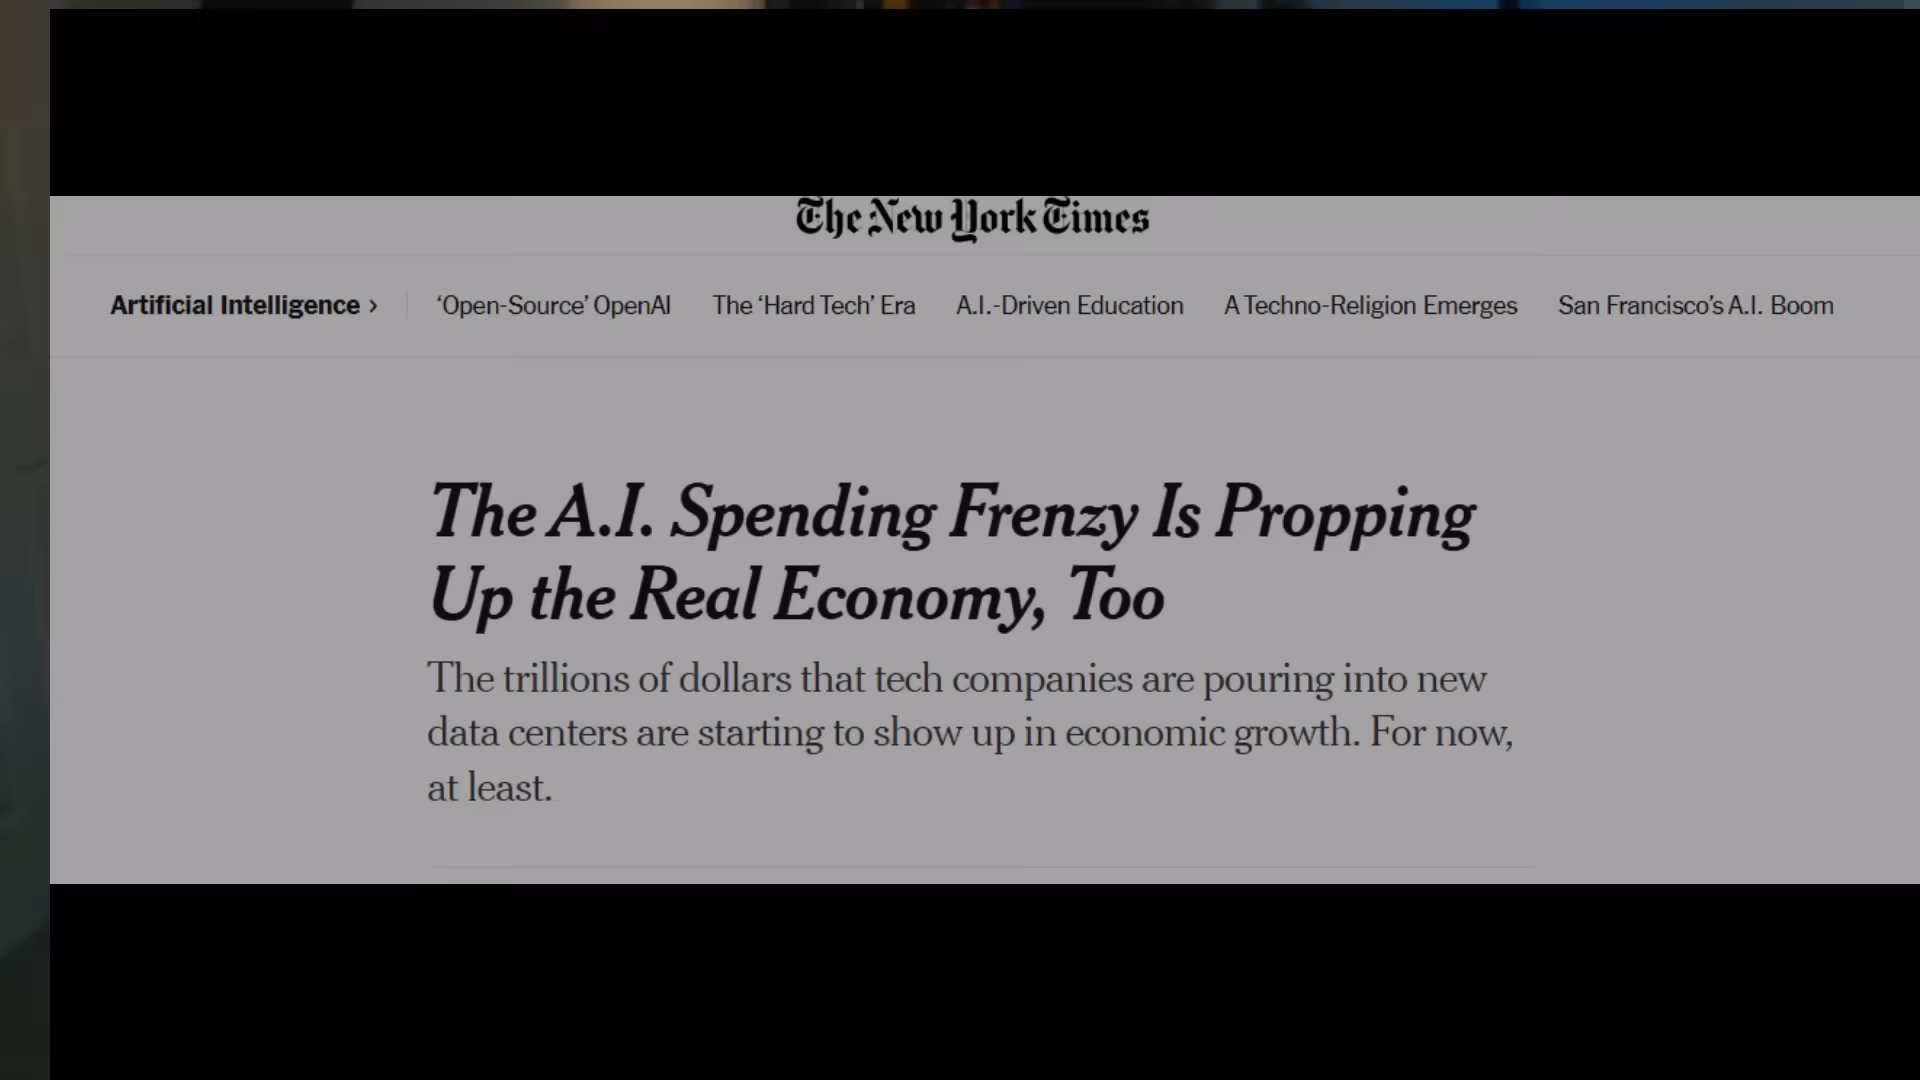 The New York Times
Artificial Intelligence › ‘Open-Source’ OpenAI The ‘Hard Tech’ Era A.I.-Driven Education A Techno-Religion Emerges San Francisco’s A.I. Boom
The A.I. Spending Frenzy Is Propping
Up the Real Economy, Too
The trillions of dollars that tech companies are pouring into new
data centers are starting to show up in economic growth. For now,
at least.